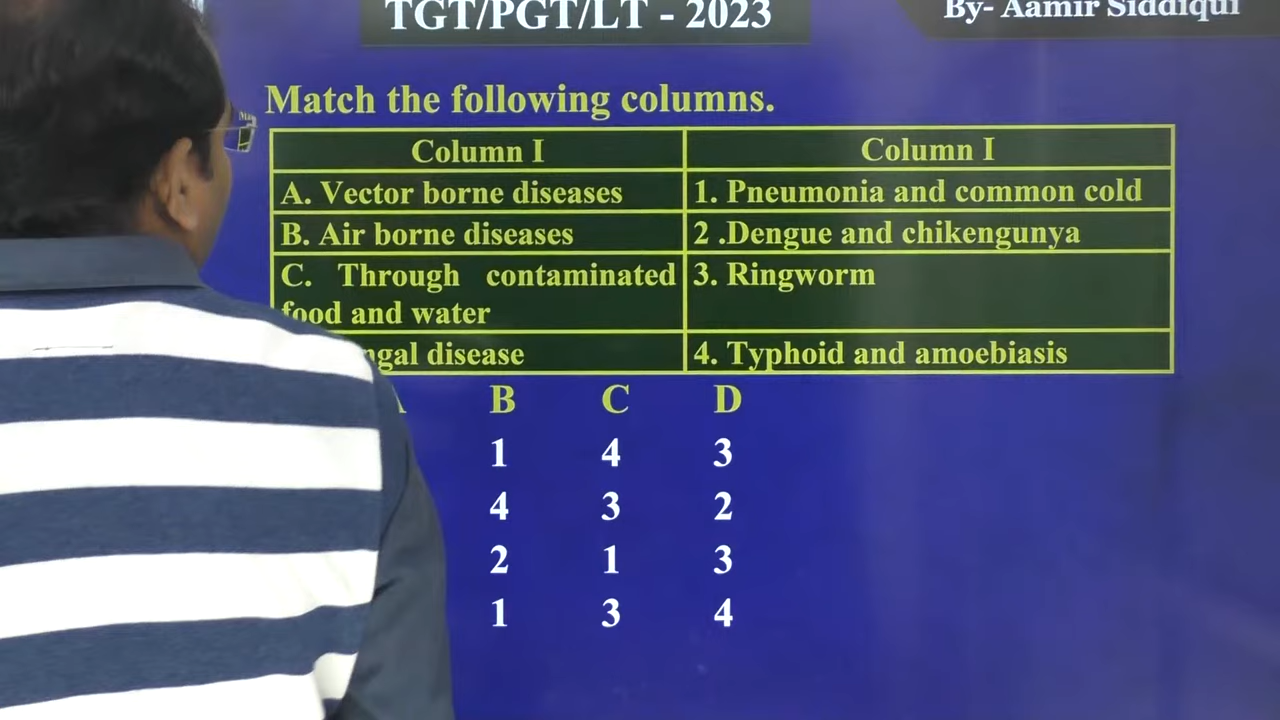 TGT/PGT/LT - 2023
By- Aamir Siddiqui
Match the following columns.
Column I
Column I
A. Vector borne diseases
1. Pneumonia and common cold
B. Air borne diseases
2 .Dengue and chikengunya
C. Through contaminated
food and water
3. Ringworm
disease
4. Typhoid and amoebiasis
B C D
1 4 3
4 3 2
2 1 3
1 3 4